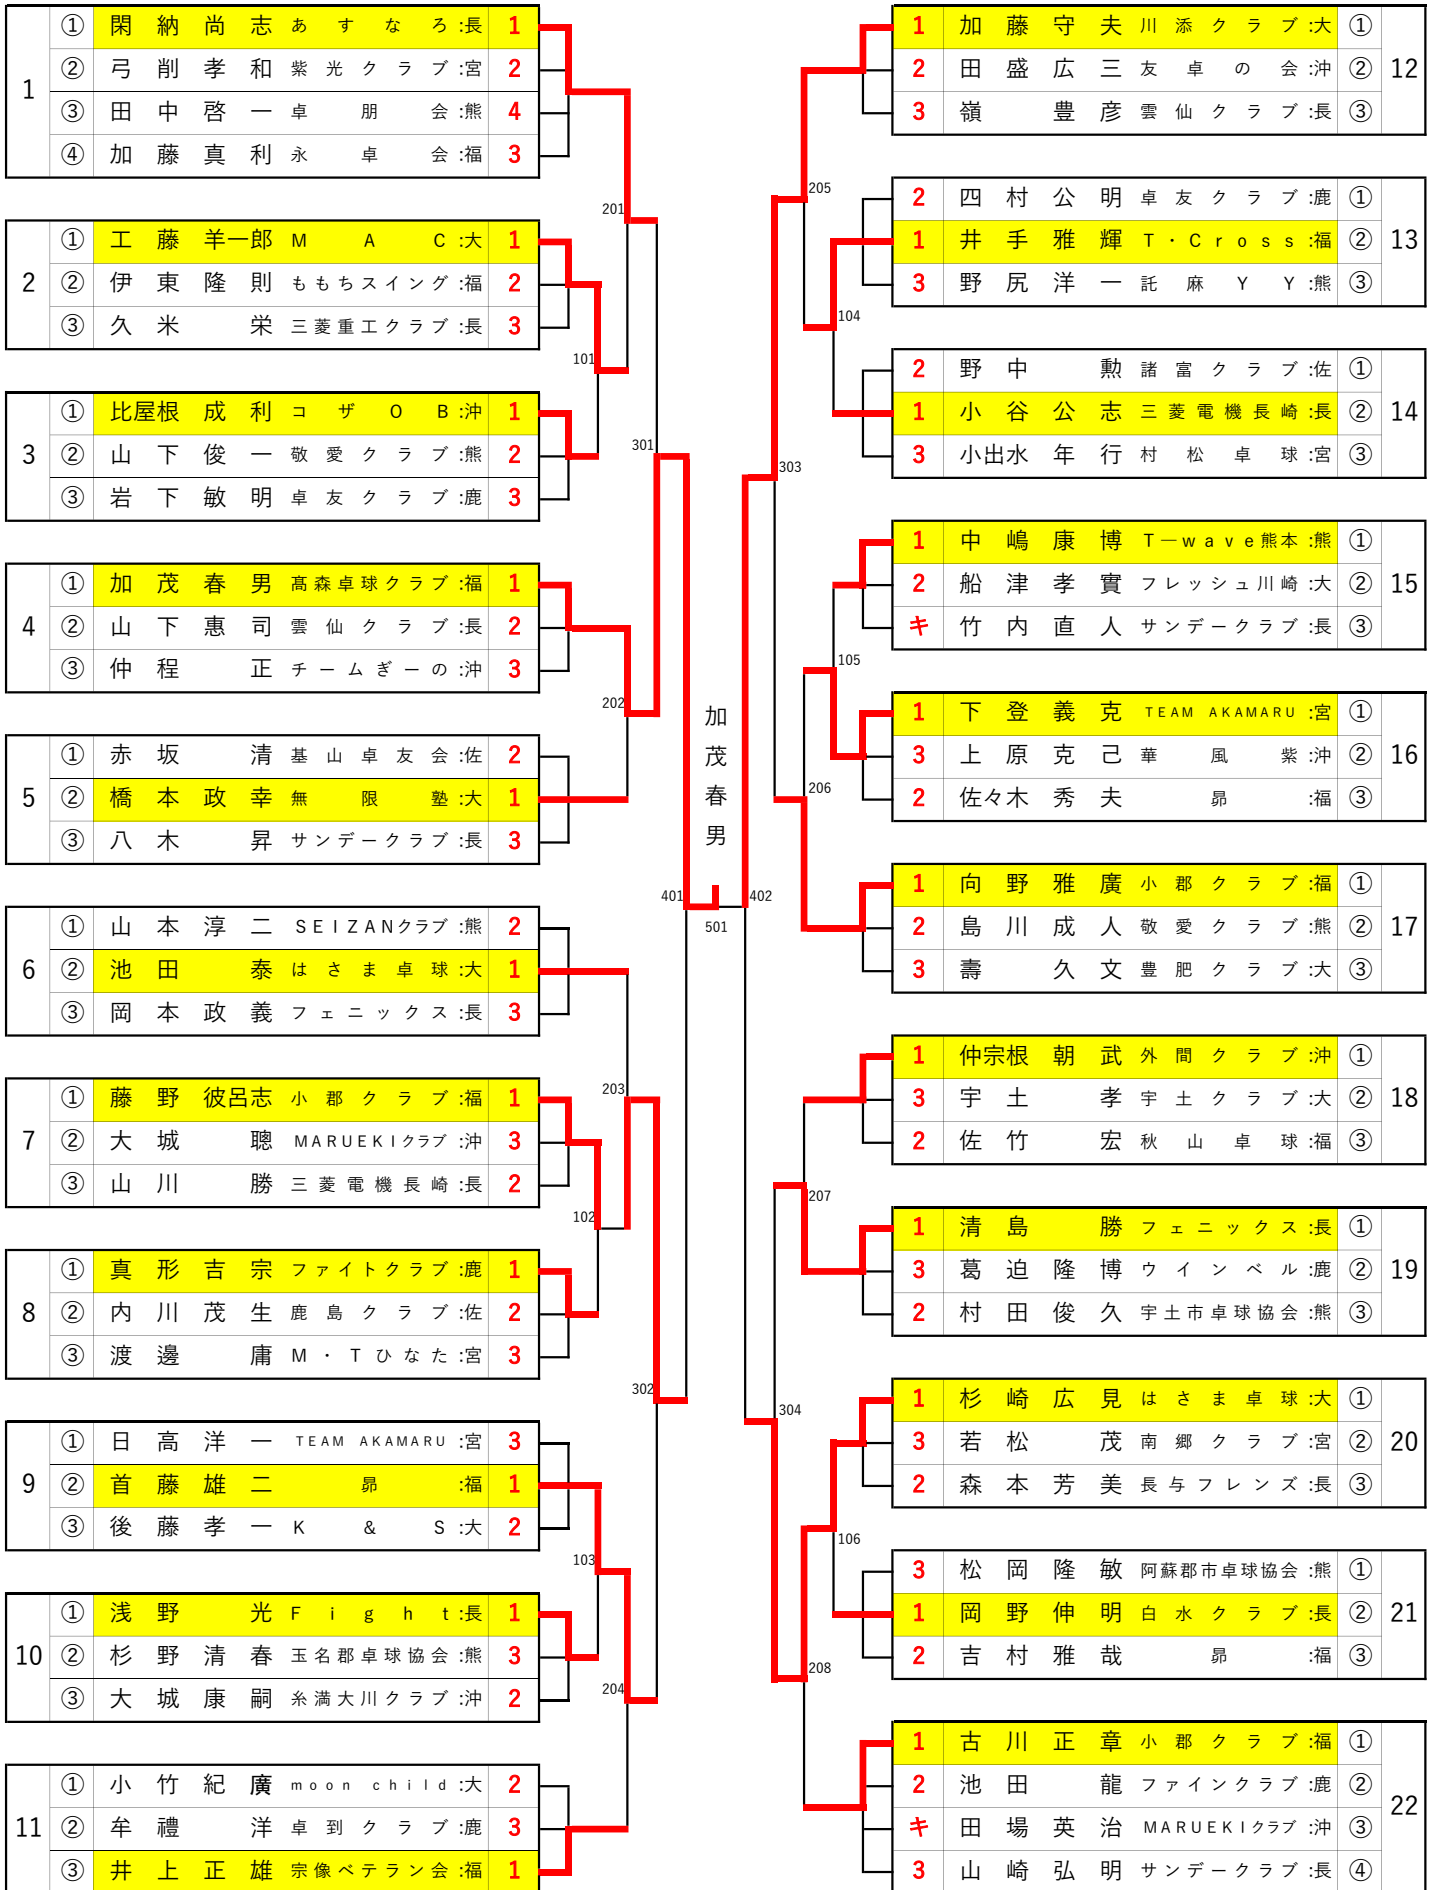 1
① 閑納尚志 あすなろ:長 1
② 弓削孝和 紫光クラブ:宮 2
③ 田中啓一 卓朋会:熊 4
④ 加藤真利 永卓会:福 3
2
① 工藤羊一郎 MAC:大 1
② 伊東隆則 ももちスイング:福 2
③ 久米栄 三菱重工クラブ:長 3
3
① 比屋根成利 コザOB:沖 1
② 山下俊一 敬愛クラブ:熊 2
③ 岩下敏明 卓友クラブ:鹿 3
4
① 加茂春男 髙森卓球クラブ:福 1
② 山下惠司 雲仙クラブ:長 2
③ 仲程正 チームぎーの:沖 3
5
① 赤坂清 基山卓友会:佐 2
② 橋本政幸 無限塾:大 1
③ 八木昇 サンデークラブ:長 3
6
① 山本淳二 SEIZANクラブ:熊 2
② 池田泰 はさま卓球:大 1
③ 岡本政義 フェニックス:長 3
7
① 藤野彼呂志 小郡クラブ:福 1
② 大城聰 MARUEKIクラブ:沖 3
③ 山川勝 三菱電機長崎:長 2
8
① 真形吉宗 ファイトクラブ:鹿 1
② 内川茂生 鹿島クラブ:佐 2
③ 渡邊庸 M・Tひなた:宮 3
9
① 日高洋一 TEAM AKAMARU:宮 3
② 首藤雄二 昴:福 1
③ 後藤孝一 K&S:大 2
10
① 浅野光 Fight:長 1
② 杉野清春 玉名郡卓球協会:熊 3
③ 大城康嗣 糸満大川クラブ:沖 2
11
① 小竹紀廣 moon child:大 2
② 牟禮洋 卓到クラブ:鹿 3
③ 井上正雄 宗像ベテラン会:福 1
201
101
301
202
401
203
102
302
103
204
加茂春男
501
205
104
303
105
206
402
207
304
106
208
1 加藤守夫 川添クラブ:大 ①
2 田盛広三 友卓の会:沖 ②
3 嶺豊彦 雲仙クラブ:長 ③
12
2 四村公明 卓友クラブ:鹿 ①
1 井手雅輝 T・Cross:福 ②
3 野尻洋一 託麻YY:熊 ③
13
2 野中勲 諸富クラブ:佐 ①
1 小谷公志 三菱電機長崎:長 ②
3 小出水年行 村松卓球:宮 ③
14
1 中嶋康博 T―wave熊本:熊 ①
2 船津孝實 フレッシュ川崎:大 ②
キ 竹内直人 サンデークラブ:長 ③
15
1 下登義克 TEAM AKAMARU:宮 ①
3 上原克己 華風紫:沖 ②
2 佐々木秀夫 昴:福 ③
16
1 向野雅廣 小郡クラブ:福 ①
2 島川成人 敬愛クラブ:熊 ②
3 壽久文 豊肥クラブ:大 ③
17
1 仲宗根朝武 外間クラブ:沖 ①
3 宇土孝 宇土クラブ:大 ②
2 佐竹宏 秋山卓球:福 ③
18
1 清島勝 フェニックス:長 ①
3 葛迫隆博 ウインベル:鹿 ②
2 村田俊久 宇土市卓球協会:熊 ③
19
1 杉崎広見 はさま卓球:大 ①
3 若松茂 南郷クラブ:宮 ②
2 森本芳美 長与フレンズ:長 ③
20
3 松岡隆敏 阿蘇郡市卓球協会:熊 ①
1 岡野伸明 白水クラブ:長 ②
2 吉村雅哉 昴:福 ③
21
1 古川正章 小郡クラブ:福 ①
2 池田龍 ファインクラブ:鹿 ②
キ 田場英治 MARUEKIクラブ:沖 ③
3 山崎弘明 サンデークラブ:長 ④
22